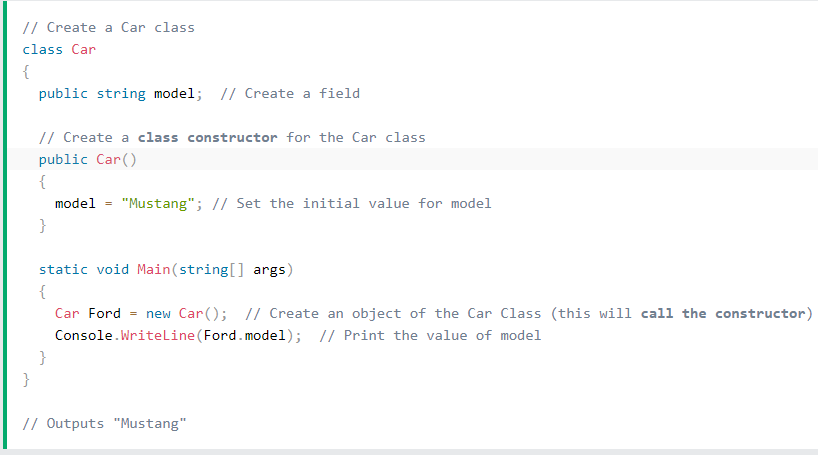 // Create a Car class
class Car
{
  public string model;  // Create a field

  // Create a class constructor for the Car class
  public Car()
  {
    model = "Mustang"; // Set the initial value for model
  }

  static void Main(string[] args)
  {
    Car Ford = new Car();  // Create an object of the Car Class (this will call the constructor)
    Console.WriteLine(Ford.model);  // Print the value of model
  }
}

// Outputs "Mustang"